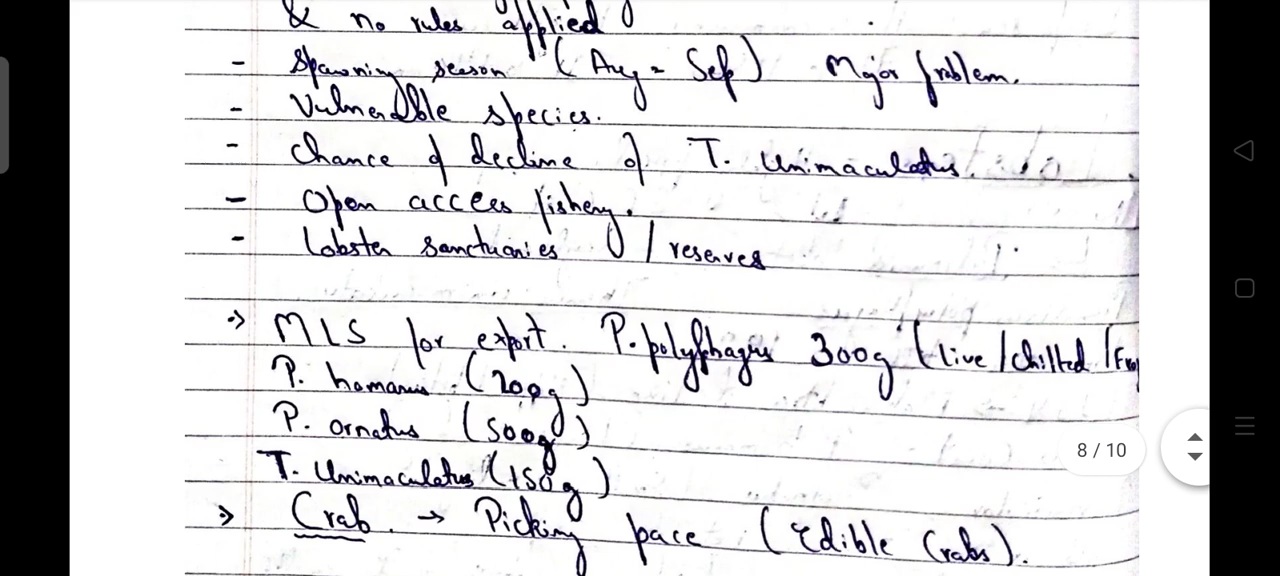 & no rules applied
- Spawning season (Aug - Sep) Major problem.
- Vulnerable species.
- Chance of decline of T. Unimaculatus.
- Open access fishery.
- Lobster sanctuaries / reserves
-> MLS for export. P. polyphagus 300g (live / chilled / Fro
P. homarus (200g)
P. ornatus (500g)
T. Unimaculatus (150g)
> Crab. → Picking pace (Edible Crabs).
8 / 10